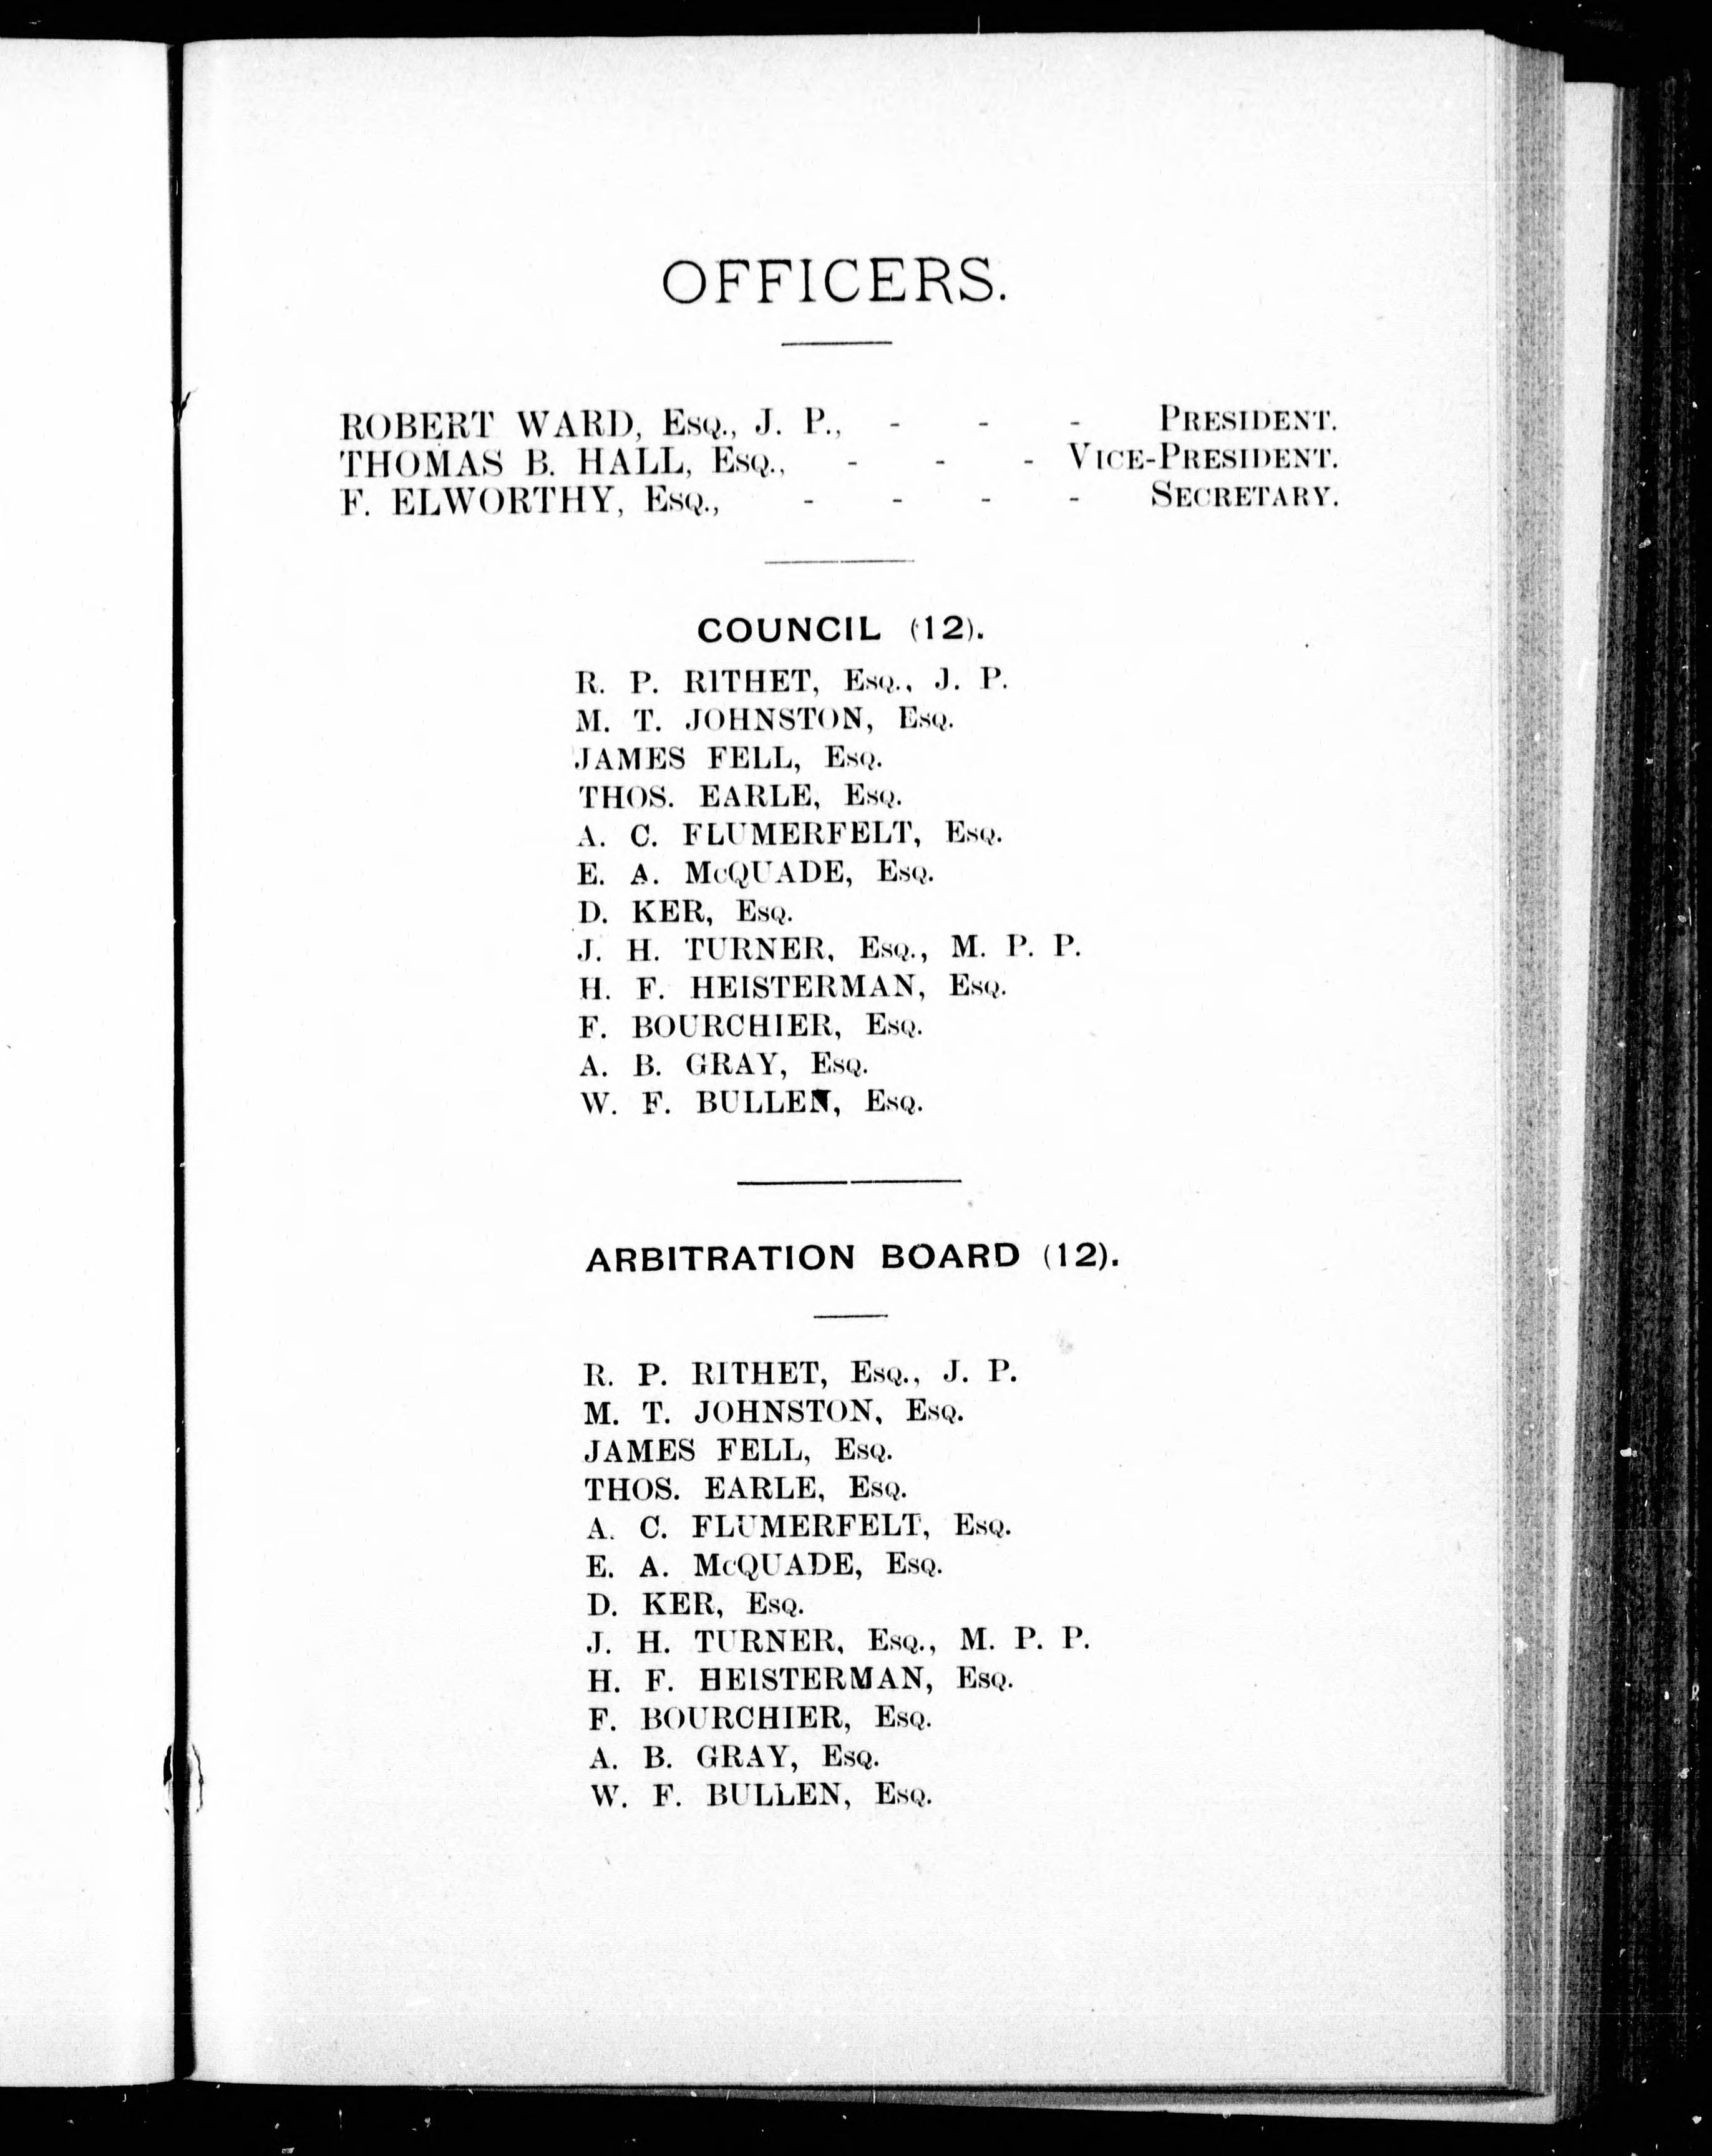 OFFICERS.
ROBERT WARD, Esq., J. P., - - - PRESIDENT.
THOMAS B. HALL, Esq., - - - VICE-PRESIDENT.
F. ELWORTHY, Esq., - - - - SECRETARY.
COUNCIL (12).
R. P. RITHET, Esq., J. P.
M. T. JOHNSTON, Esq.
JAMES FELL, Esq.
THOS. EARLE, Esq.
A. C. FLUMERFELT, Esq.
E. A. McQUADE, Esq.
D. KER, Esq.
J. H. TURNER, Esq., M. P. P.
H. F. HEISTERMAN, Esq.
F. BOURCHIER, Esq.
A. B. GRAY, Esq.
W. F. BULLEN, Esq.
ARBITRATION BOARD (12).
R. P. RITHET, Esq., J. P.
M. T. JOHNSTON, Esq.
JAMES FELL, Esq.
THOS. EARLE, Esq.
A. C. FLUMERFELT, Esq.
E. A. McQUADE, Esq.
D. KER, Esq.
J. H. TURNER, Esq., M. P. P.
H. F. HEISTERMAN, Esq.
F. BOURCHIER, Esq.
A. B. GRAY, Esq.
W. F. BULLEN, Esq.